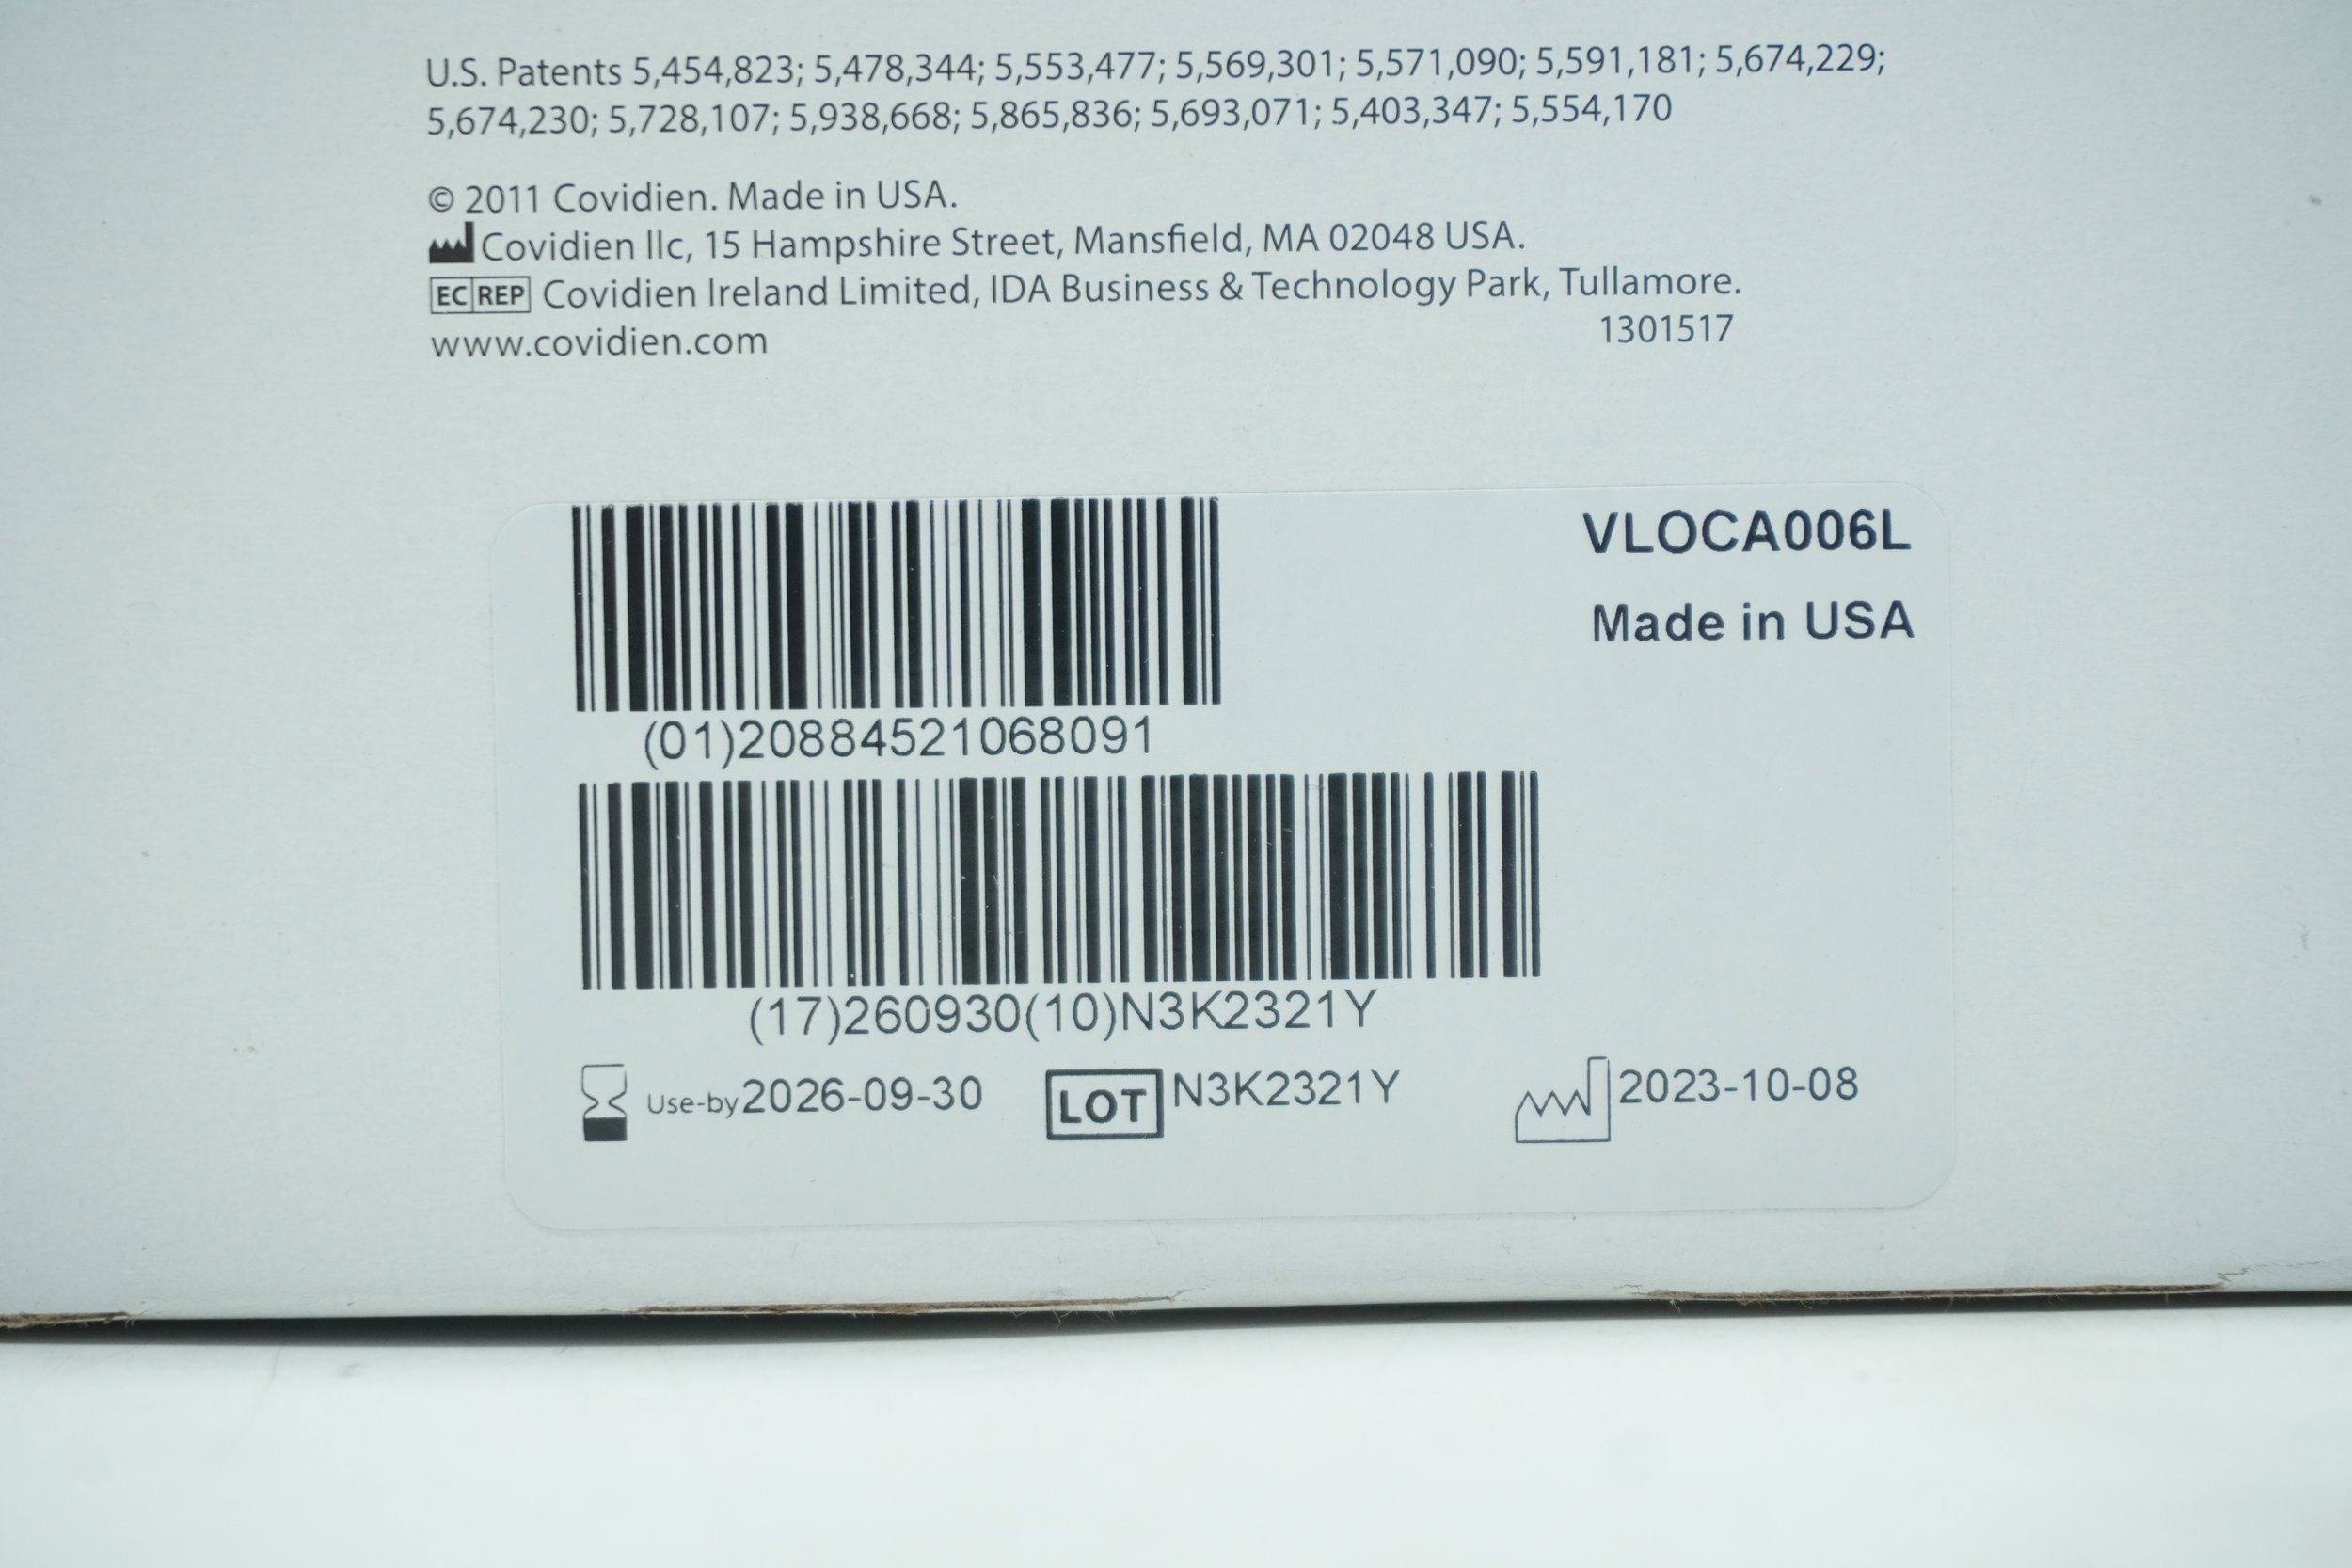 U.S. Patents 5,454,823; 5,478,344; 5,553,477; 5,569,301; 5,571,090; 5,591,181; 5,674,229;
5,674,230; 5,728,107; 5,938,668; 5,865,836; 5,693,071; 5,403,347; 5,554,170
© 2011 Covidien. Made in USA.
Covidien llc, 15 Hampshire Street, Mansfield, MA 02048 USA.
EC REP Covidien Ireland Limited, IDA Business & Technology Park, Tullamore.
www.covidien.com 1301517
VLOCA006L
Made in USA
(01)20884521068091
(17)260930(10)N3K2321Y
Use-by 2026-09-30 LOT N3K2321Y 2023-10-08